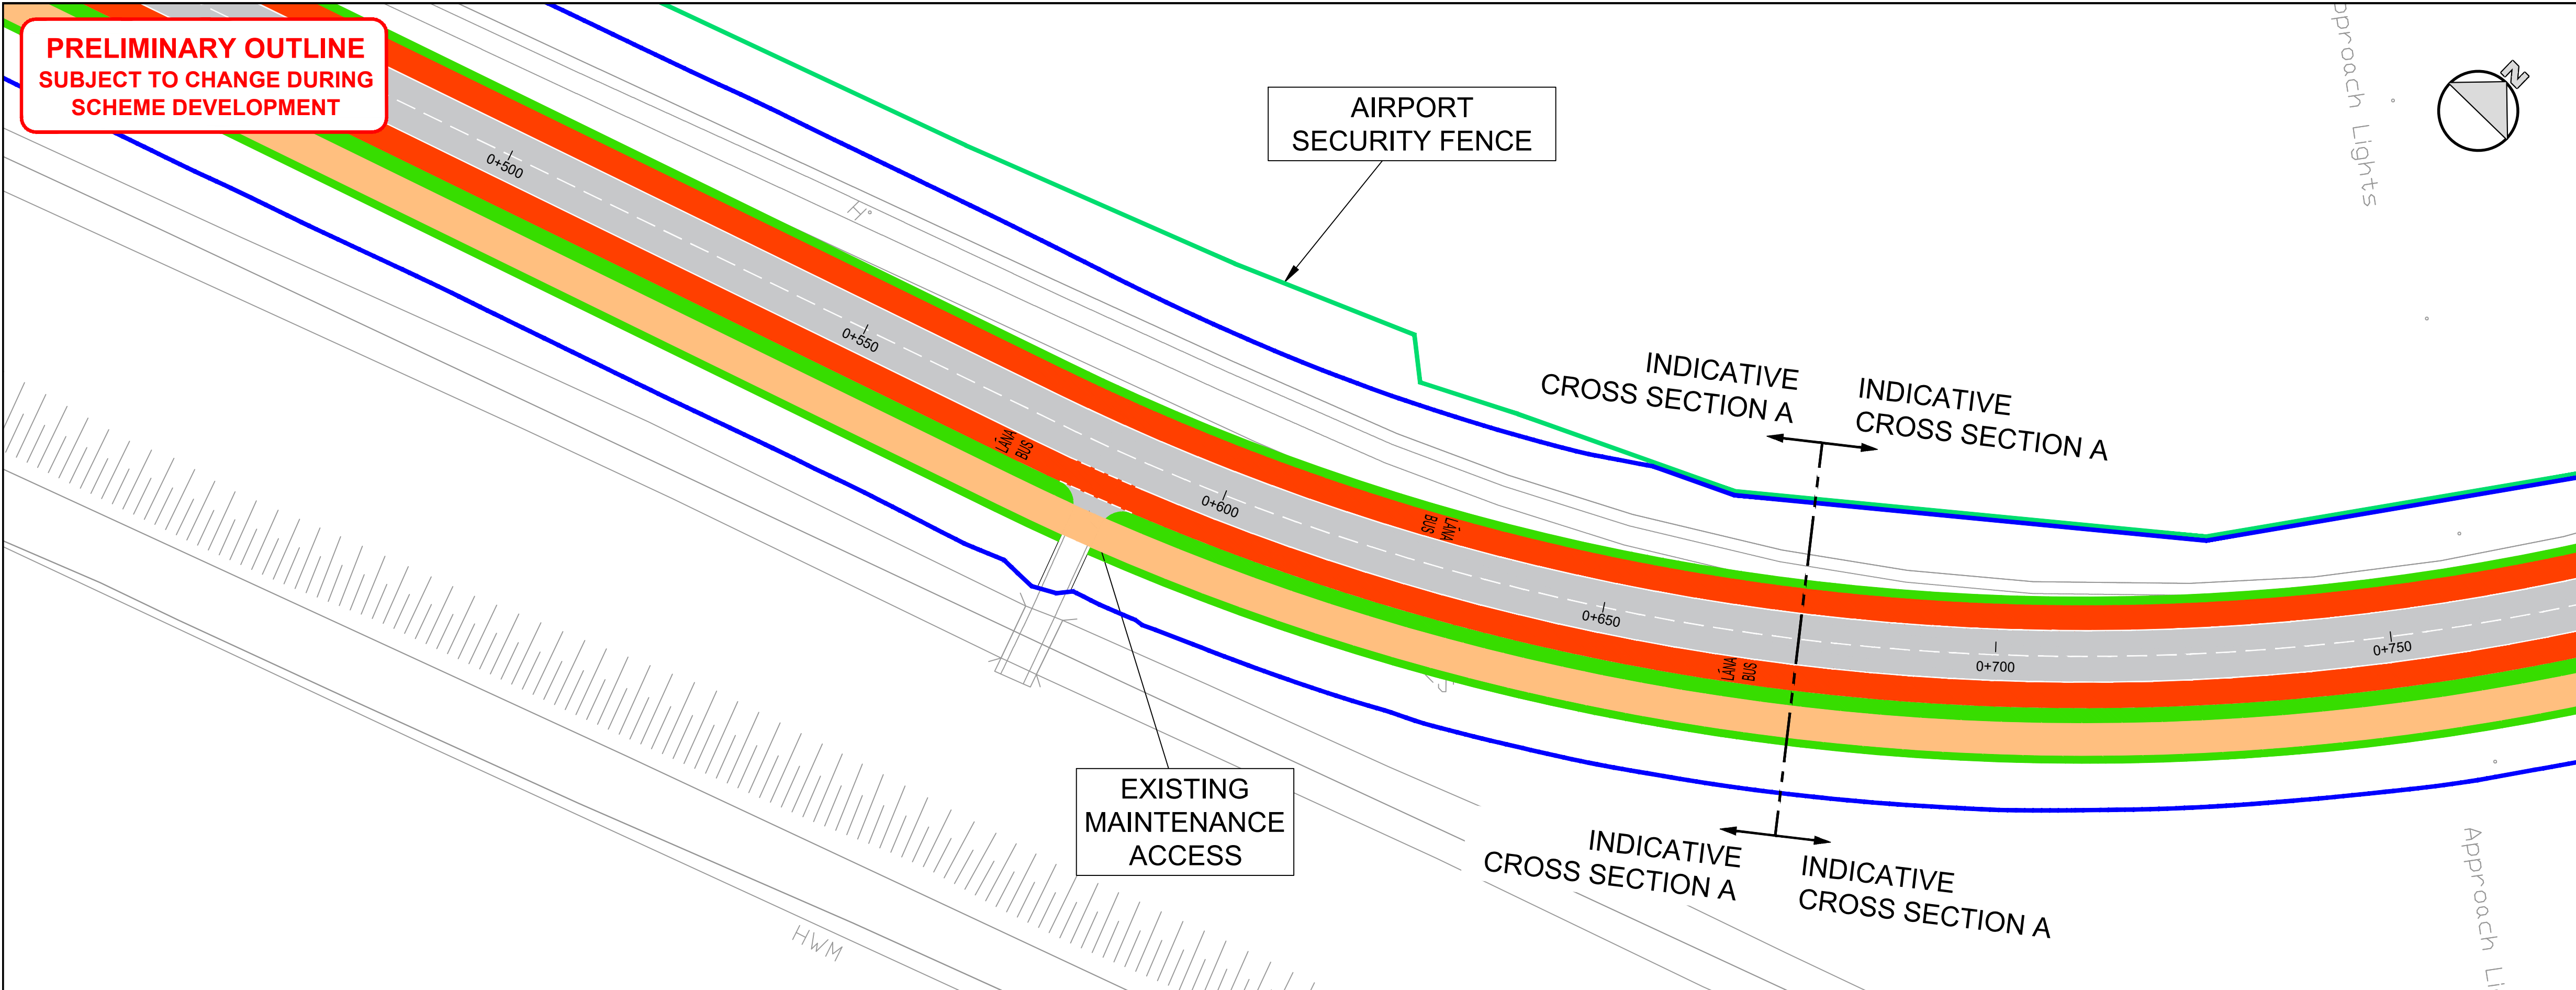 PRELIMINARY OUTLINE
SUBJECT TO CHANGE DURING
SCHEME DEVELOPMENT
pproach Lights
N
AIRPORT
SECURITY FENCE
0+500
H
0+550
INDICATIVE
CROSS SECTION A
INDICATIVE
CROSS SECTION A
LÁNA
BUS
0+600
LÁNA
BUS
0+650
0+700
0+750
LÁNA
BUS
EXISTING
MAINTENANCE
ACCESS
INDICATIVE
CROSS SECTION A
INDICATIVE
CROSS SECTION A
HWM
Approach Li